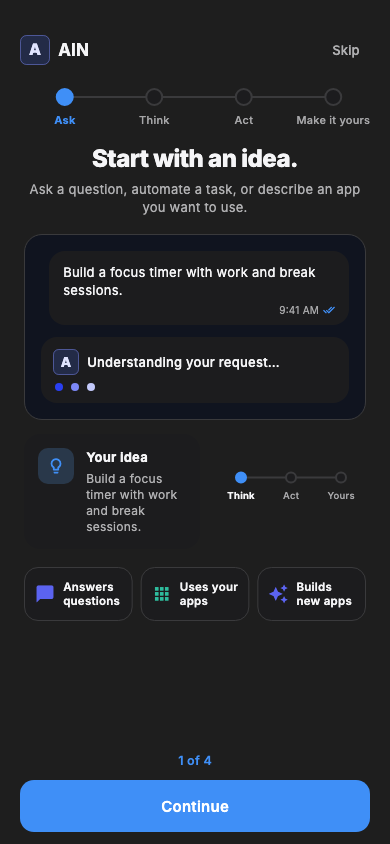 A AIN
Skip
Ask
Think
Act
Make it yours
Start with an idea.
Ask a question, automate a task, or describe an app
you want to use.
Build a focus timer with work and break
sessions.
9:41 AM
A Understanding your request...
Your idea
Build a focus
timer with work
and break
sessions.
Think
Act
Yours
Answers
questions
Uses your
apps
Builds
new apps
1 of 4
Continue